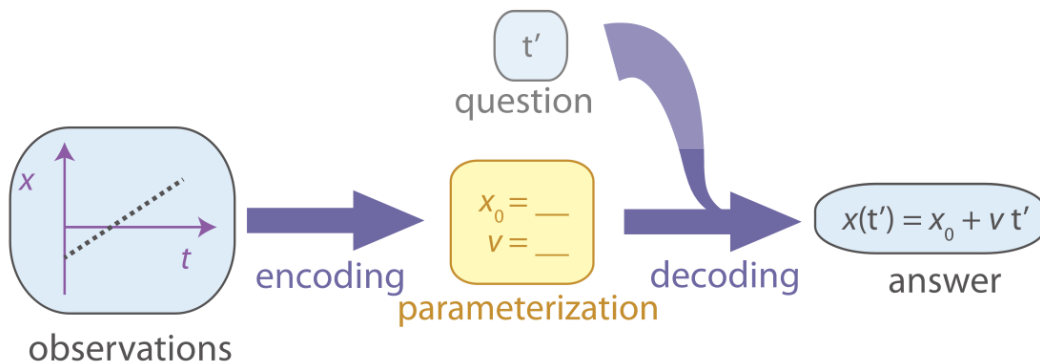 t'
question
x
t
observations
encoding
x₀ = __
v = __
parameterization
decoding
x(t') = x₀ + v t'
answer